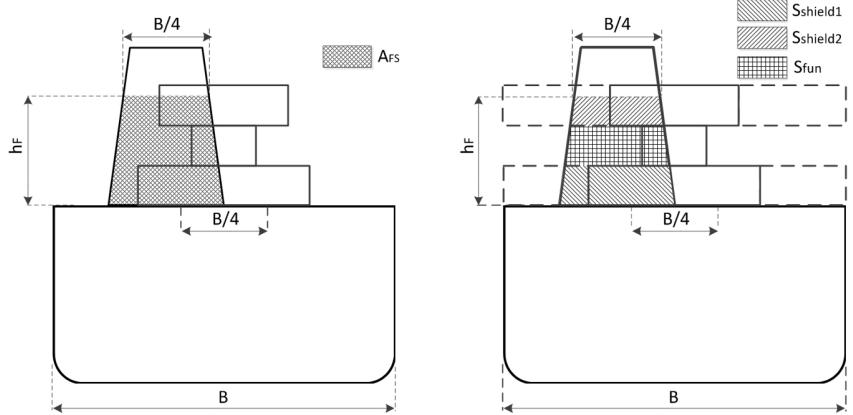 B/4
AFS
hF
B/4
B
B/4
Sshield1
Sshield2
Sfun
hF
B/4
B